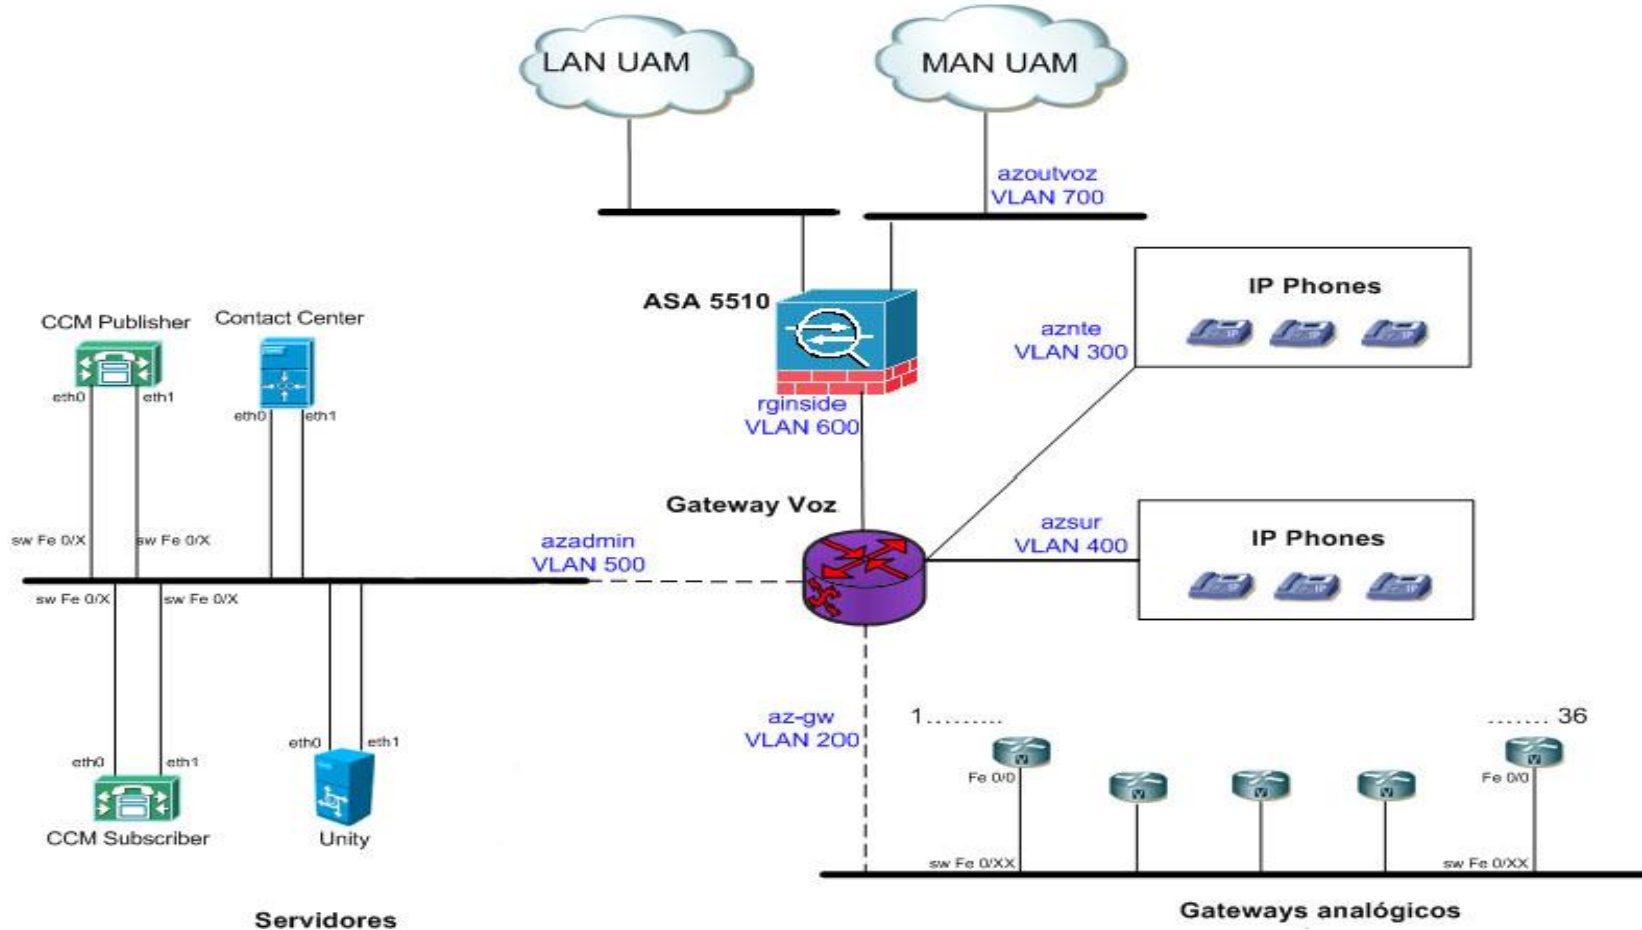 LAN UAM
MAN UAM
azoutvoz
VLAN 700
ASA 5510
IP Phones
aznte
VLAN 300
CCM Publisher
Contact Center
eth0
eth1
eth0
eth1
rginside
VLAN 600
Gateway Voz
sw Fe 0/X
sw Fe 0/X
azadmin
VLAN 500
azsur
VLAN 400
IP Phones
sw Fe 0/X
sw Fe 0/X
az-gw
VLAN 200
1.........
....... 36
eth0
eth1
eth0
eth1
Fe 0/0
V
V
V
V
V
Fe 0/0
CCM Subscriber
Unity
sw Fe 0/XX
sw Fe 0/XX
Servidores
Gateways analógicos